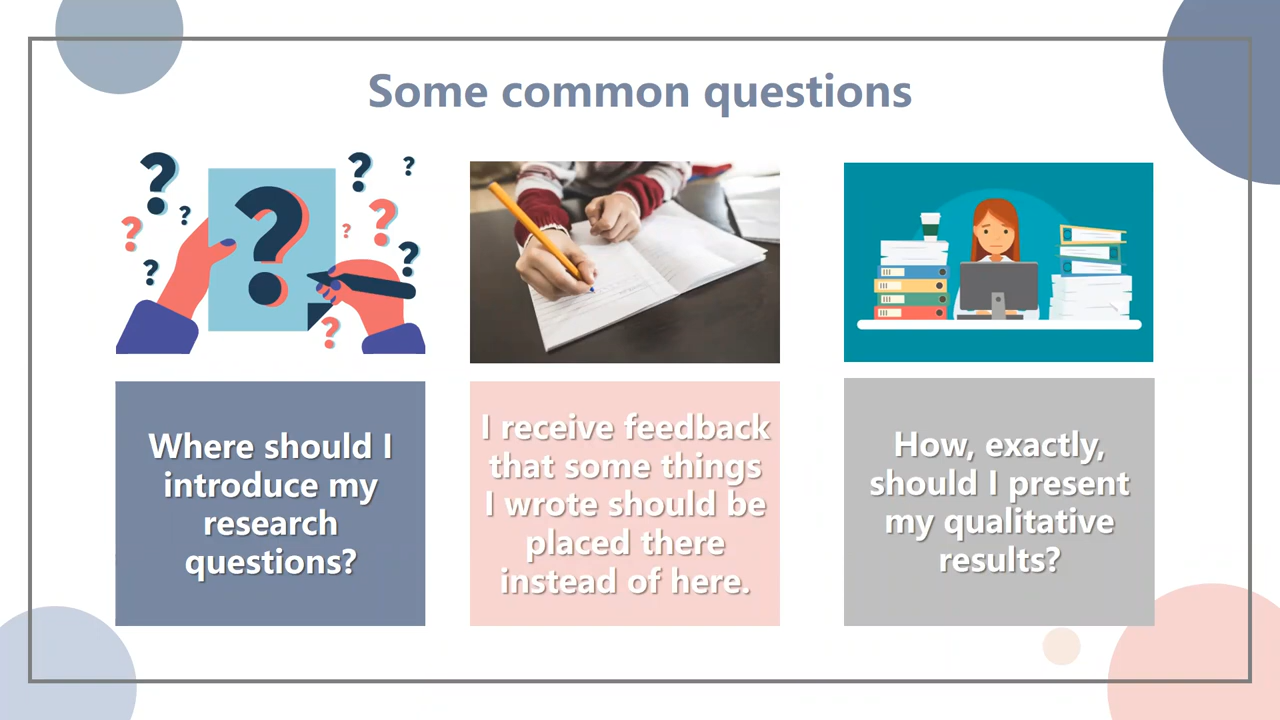 Some common questions
Where should I
introduce my
research
questions?
I receive feedback
that some things
I wrote should be
placed there
instead of here.
How, exactly,
should I present
my qualitative
results?